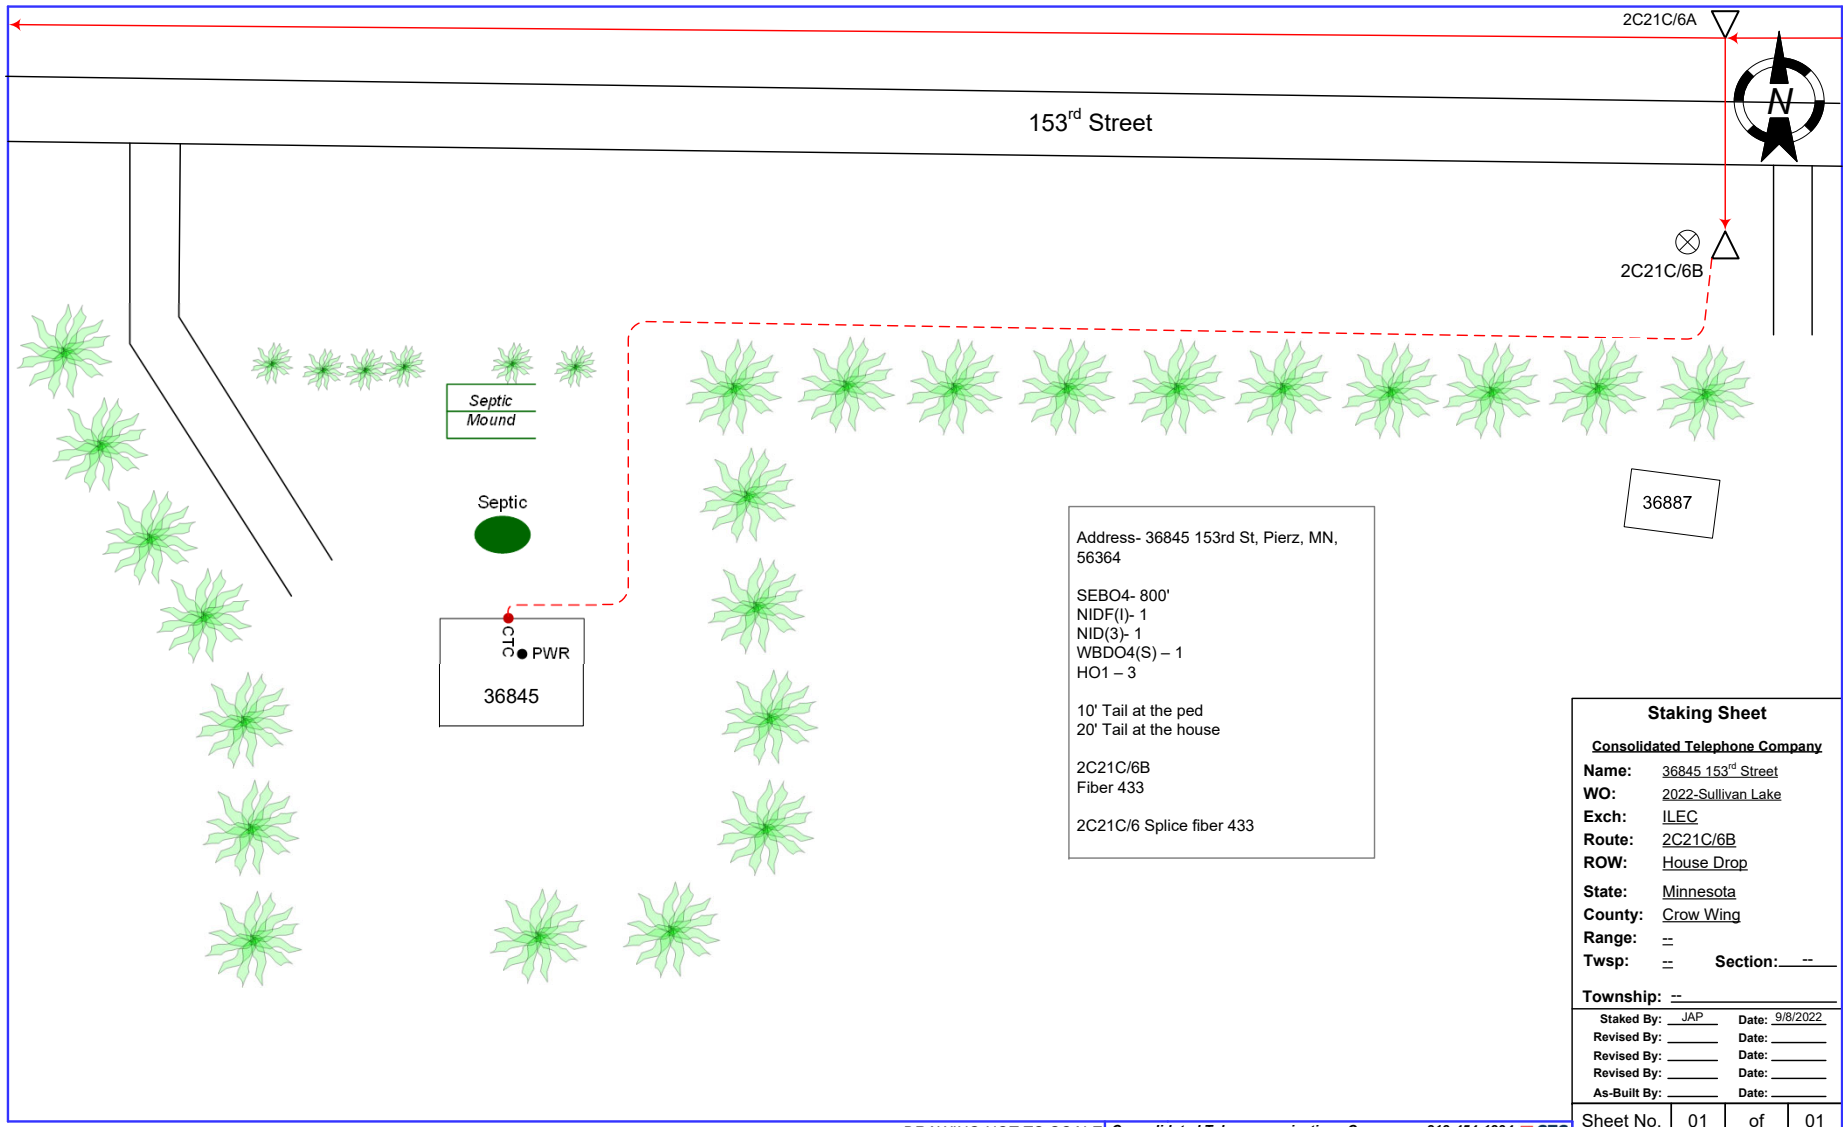 2C21C/6A
N
153rd Street
2C21C/6B
Septic
Mound
Septic
36887
CTC
PWR
36845
Address- 36845 153rd St, Pierz, MN,
56364
SEBO4- 800'
NIDF(I)- 1
NID(3)- 1
WBDO4(S) – 1
HO1 – 3
10' Tail at the ped
20' Tail at the house
2C21C/6B
Fiber 433
2C21C/6 Splice fiber 433
Staking Sheet
Consolidated Telephone Company
Name: 36845 153rd Street
WO: 2022-Sullivan Lake
Exch: ILEC
Route: 2C21C/6B
ROW: House Drop
State: Minnesota
County: Crow Wing
Range: --
Twsp: -- Section: --
Township: --
Staked By: JAP Date: 9/8/2022
Revised By: Date:
Revised By: Date:
Revised By: Date:
As-Built By: Date:
Sheet No. 01 of 01